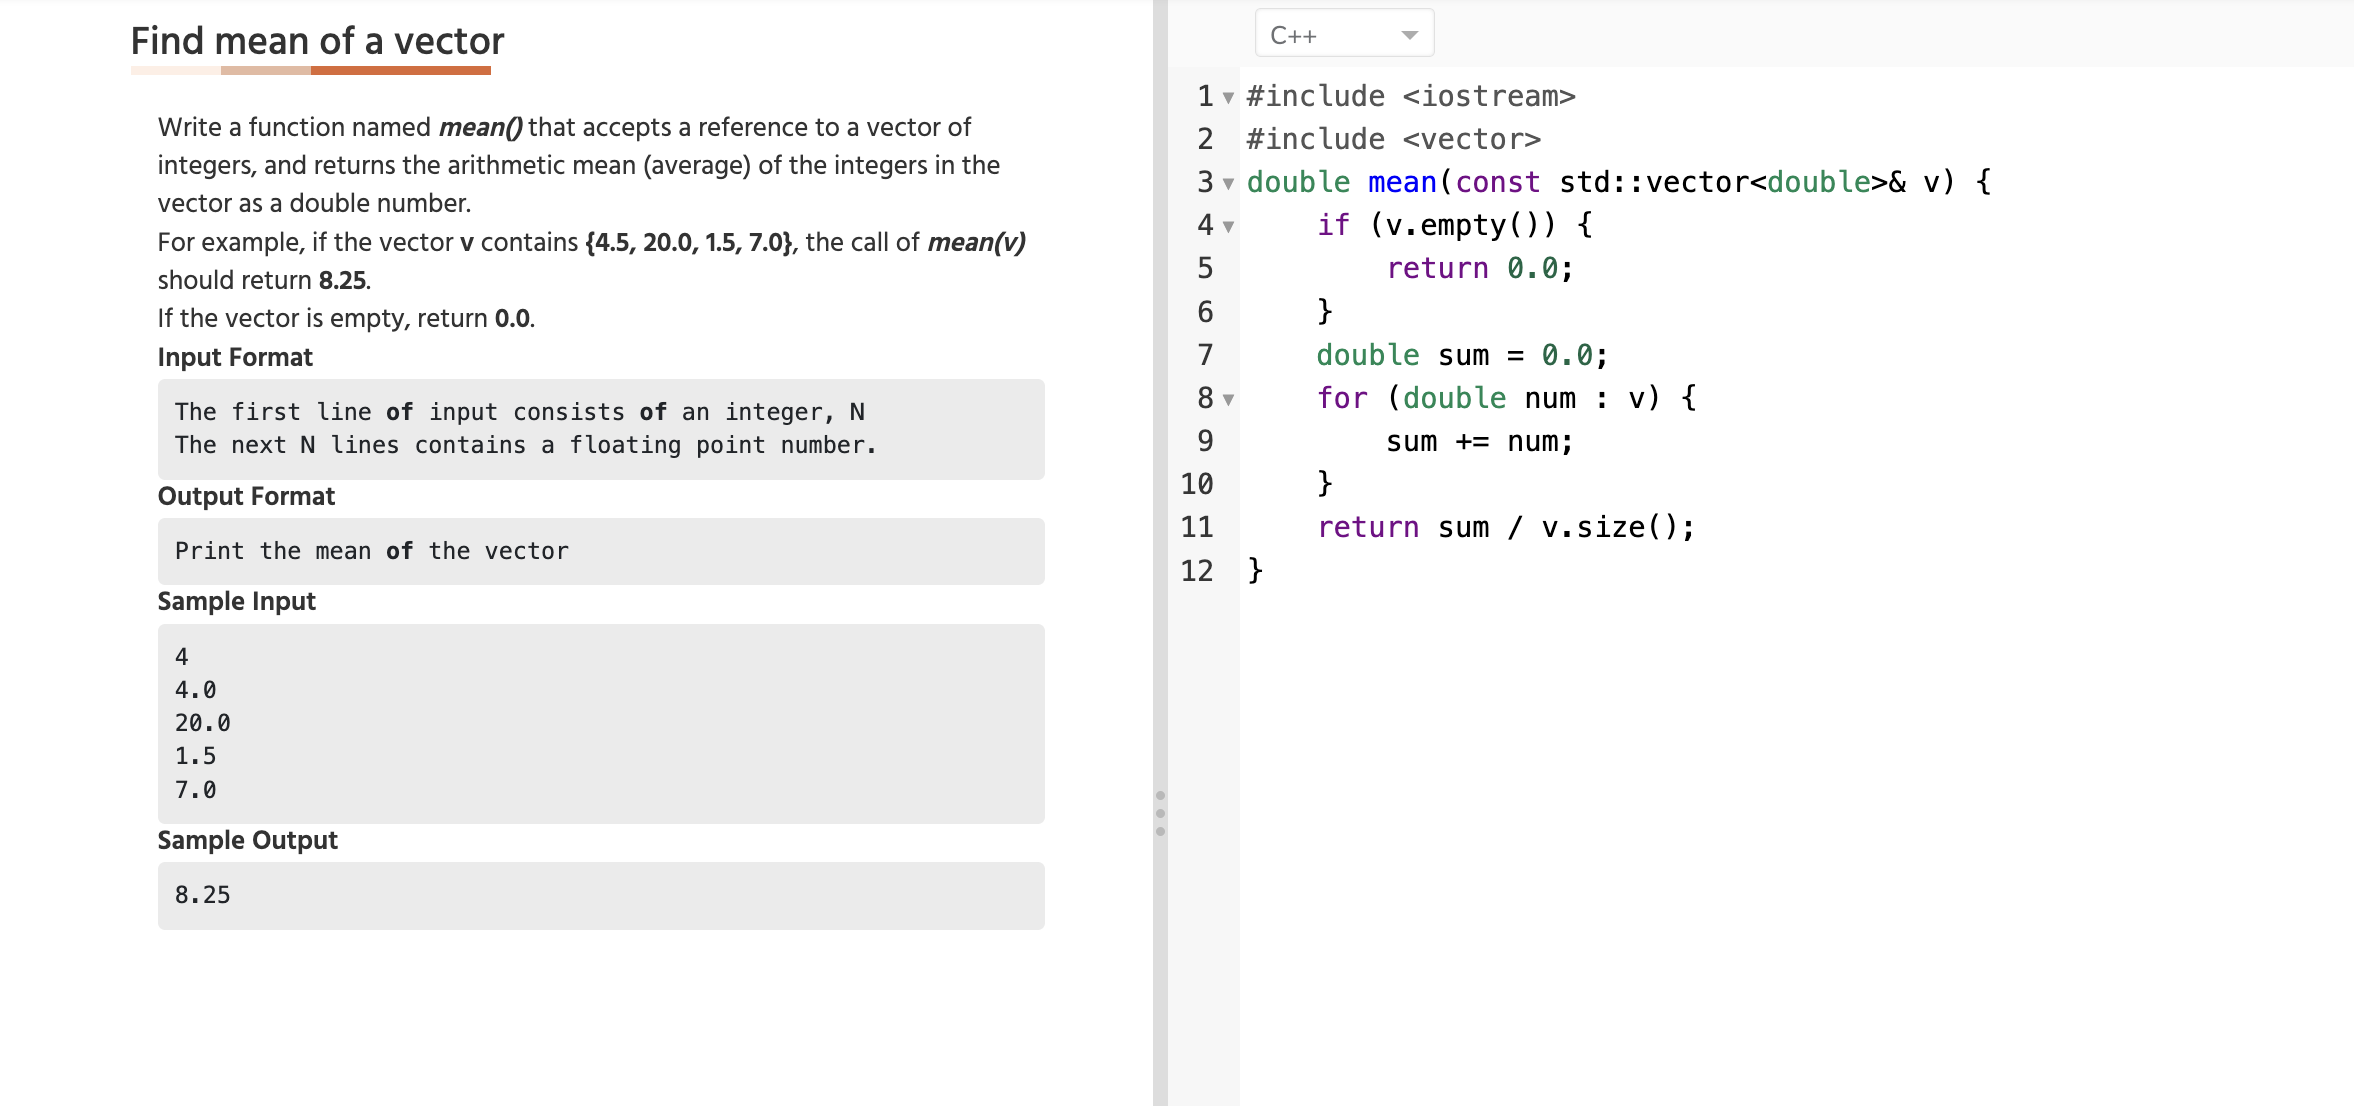 Find mean of a vector
Write a function named mean() that accepts a reference to a vector of
integers, and returns the arithmetic mean (average) of the integers in the
vector as a double number.
For example, if the vector v contains {4.5, 20.0, 1.5, 7.0}, the call of mean(v)
should return 8.25.
If the vector is empty, return 0.0.
Input Format
The first line of input consists of an integer, N
The next N lines contains a floating point number.
Output Format
Print the mean of the vector
Sample Input
4
4.0
20.0
1.5
7.0
Sample Output
8.25
C++
1 #include <iostream>
2 #include <vector>
3 double mean(const std::vector<double>& v) {
4     if (v.empty()) {
5         return 0.0;
6     }
7     double sum = 0.0;
8     for (double num : v) {
9         sum += num;
10     }
11     return sum / v.size();
12 }